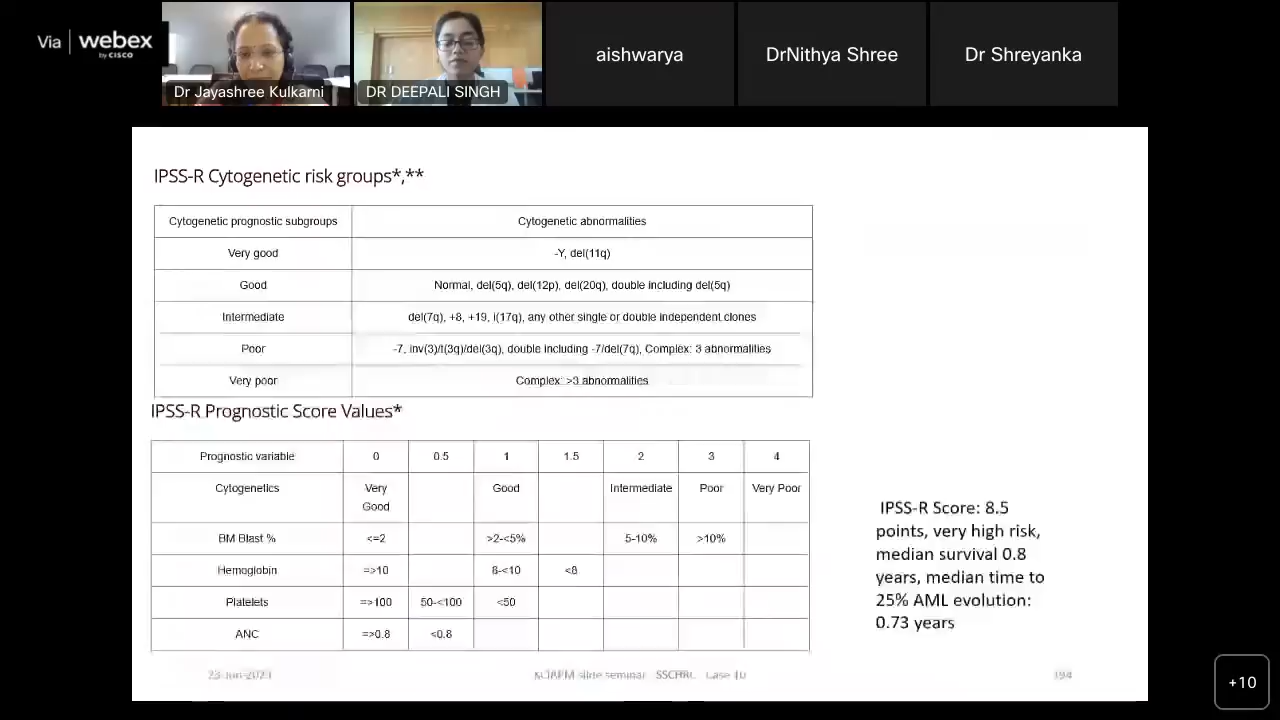 Via webex
by CISCO
Dr Jayashree Kulkarni
DR DEEPALI SINGH
aishwarya
DrNithya Shree
Dr Shreyanka
IPSS-R Cytogenetic risk groups*,**
Cytogenetic prognostic subgroups Cytogenetic abnormalities
Very good -Y, del(11q)
Good Normal, del(5q), del(12p), del(20q), double including del(5q)
Intermediate del(7q), +8, +19, i(17q), any other single or double independent clones
Poor -7, inv(3)/t(3q)/del(3q), double including -7/del(7q), Complex: 3 abnormalities
Very poor Complex: >3 abnormalities
IPSS-R Prognostic Score Values*
Prognostic variable 0 0.5 1 1.5 2 3 4
Cytogenetics Very Good Good Intermediate Poor Very Poor
BM Blast % <=2 >2-<5% 5-10% >10%
Hemoglobin =>10 8-<10 <8
Platelets =>100 50-<100 <50
ANC =>0.8 <0.8
IPSS-R Score: 8.5
points, very high risk,
median survival 0.8
years, median time to
25% AML evolution:
0.73 years
slide seminar SSCHRC Case 10
194
+10